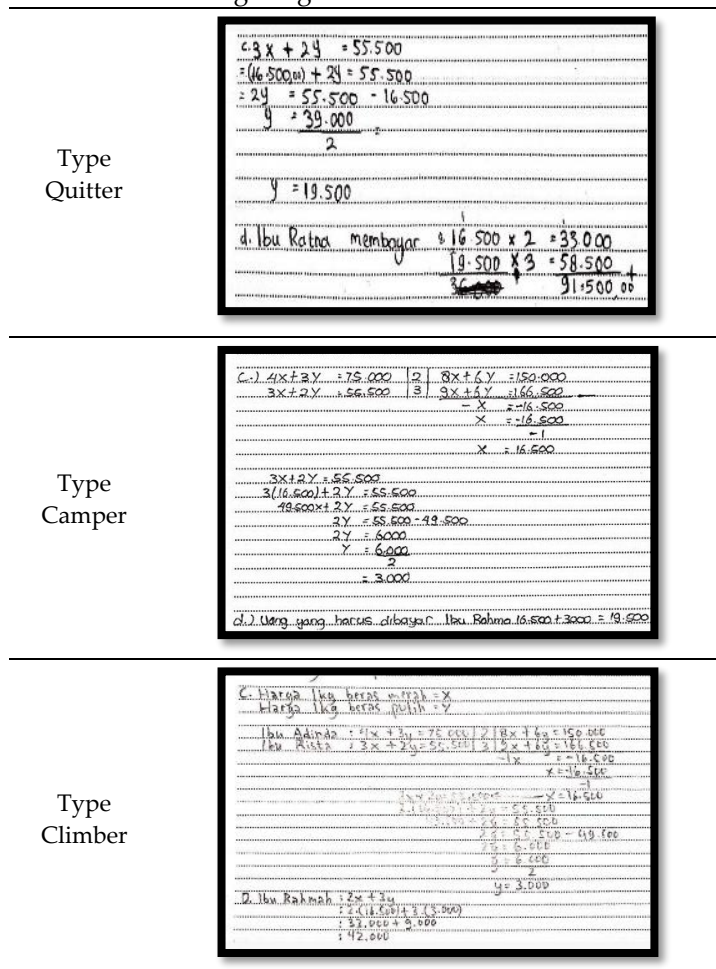 Type
Quitter
c. 3x + 2y = 55.500
= (16.500,00) + 2y = 55.500
= 2y = 55.500 - 16.500
y = 39.000 =
2
y = 19.500
d. Ibu Ratna membayar : 16.500 x 2 = 33.000
19.500 x 3 = 58.500 +
91.500,00
Type
Camper
C.) 4x+3y = 75.000 | 2 | 8x+6y = 150.000
3x+2y = 55.500 | 3 | 9x+6y = 166.500
- x = -16.500
x = -16.500
-1
x = 16.500
3x+2y = 55.500
3(16.500)+2y = 55.500
49.500x+2y = 55.500
2y = 55.500-49.500
2y = 6000
y = 6.000
2
= 3.000
d.) Uang yang harus dibayar Ibu Rahma 16.500+3000 = 19.500
Type
Climber
C. Harga 1kg beras merah = x
Harga 1kg beras putih = y
Ibu Adinda : 4x + 3y = 75.000 | 2 | 8x + 6y = 150.000
Ibu Rista : 3x + 2y = 55.500 | 3 | 9x + 6y = 166.500
-1x = -16.500
x = -16.500
-1
x = 16.500
= 55.500
+ 2y = 55.500
2y = 55.500 - 49.500
2y = 6.000
y = 6.000
2
y = 3.000
D. Ibu Rahmah : 2x + 3y
: 2.(16.500) + 3.(3.000)
: 33.000 + 9.000
: 42.000